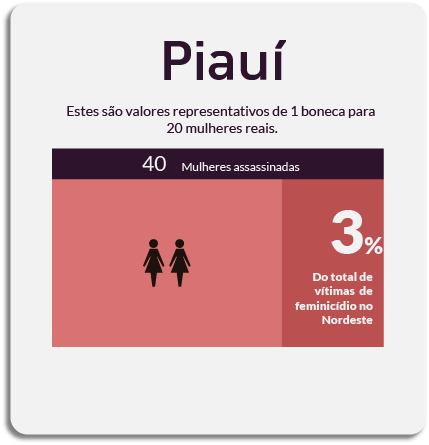 Piauí
Estes são valores representativos de 1 boneca para
20 mulheres reais.
40 Mulheres assassinadas
3%
Do total de
vítimas de
feminicídio no
Nordeste